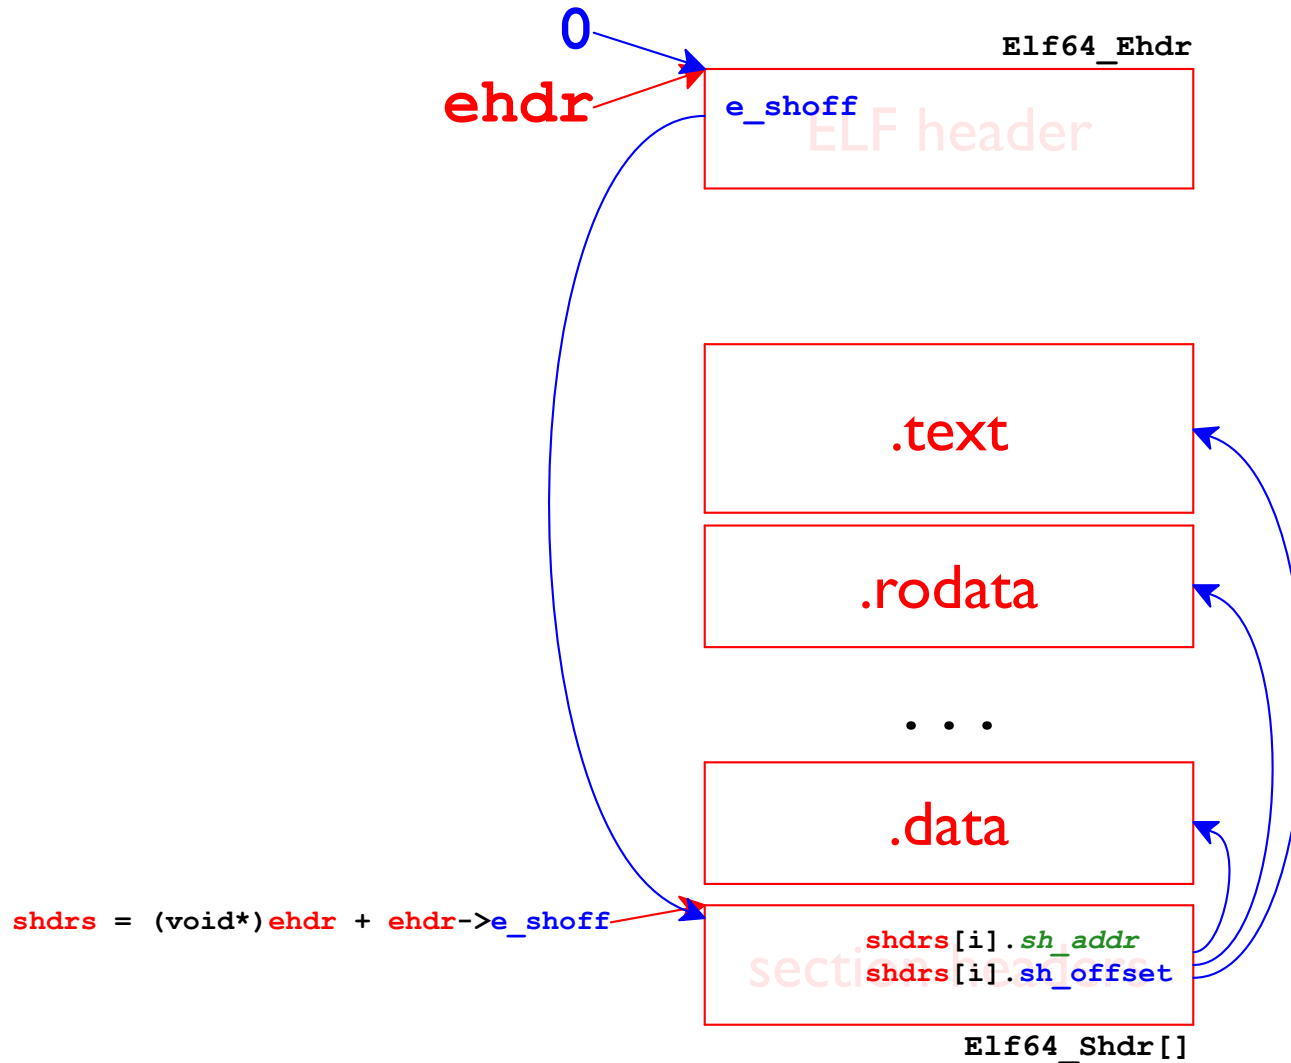 0
Elf64_Ehdr
ehdr
e_shoff
ELF header
.text
.rodata
. . .
.data
shdrs = (void*)ehdr + ehdr->e_shoff
shdrs[i].sh_addr
shdrs[i].sh_offset
section headers
Elf64_Shdr[]